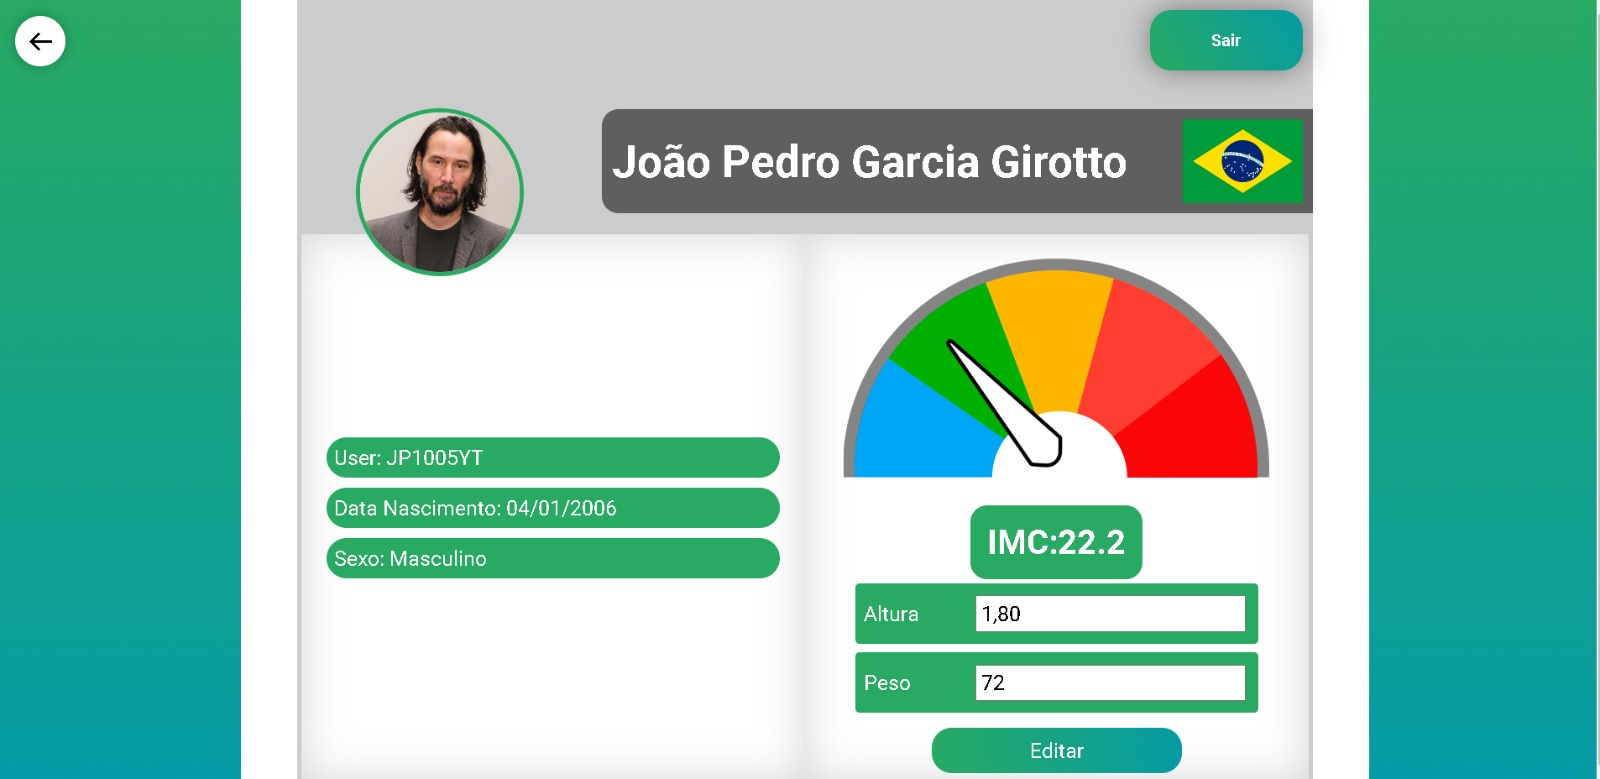 Sair
João Pedro Garcia Girotto
User: JP1005YT
Data Nascimento: 04/01/2006
Sexo: Masculino
IMC:22.2
Altura 1,80
Peso 72
Editar